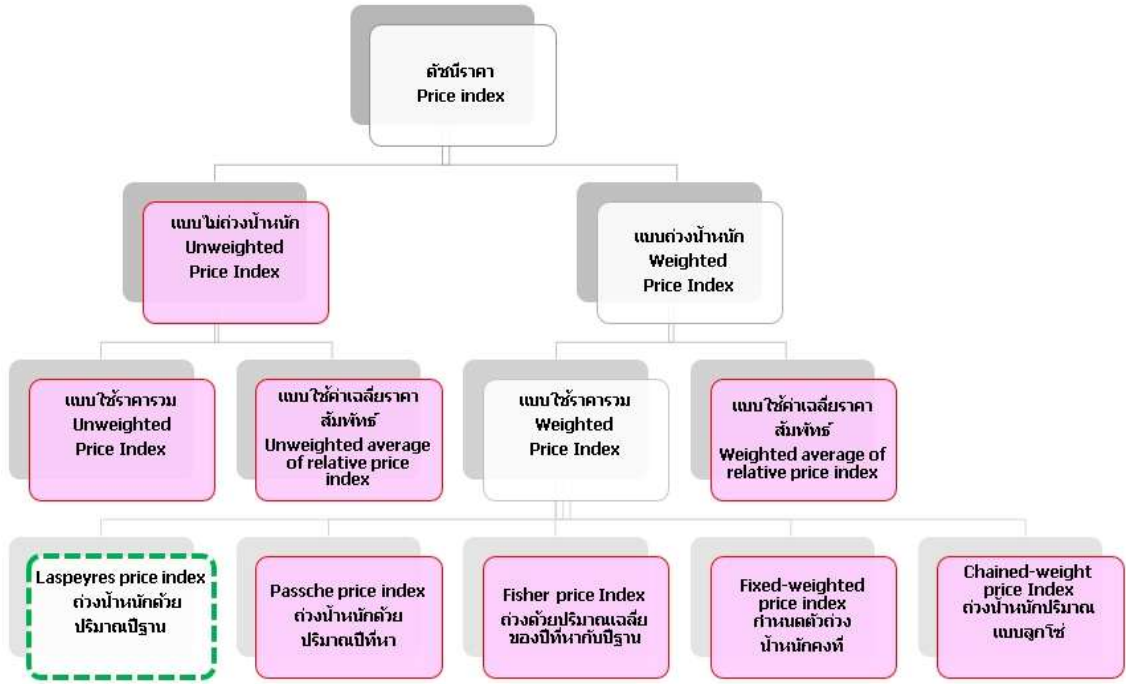 ดัชนีราคา
Price index
แบบไม่ถ่วงน้ำหนัก
Unweighted
Price Index
แบบถ่วงน้ำหนัก
Weighted
Price Index
แบบใช้ราคารวม
Unweighted
Price Index
แบบใช้ค่าเฉลี่ยราคา
สัมพัทธ์
Unweighted average
of relative price
index
แบบใช้ราคารวม
Weighted
Price Index
แบบใช้ค่าเฉลี่ยราคา
สัมพัทธ์
Weighted average of
relative price index
Laspeyres price index
ถ่วงน้ำหนักด้วย
ปริมาณปีฐาน
Passche price index
ถ่วงน้ำหนักด้วย
ปริมาณปีที่หา
Fisher price Index
ถ่วงด้วยปริมาณเฉลี่ย
ของปีที่หากับปีฐาน
Fixed-weighted
price index
กำหนดตัวถ่วง
น้ำหนักคงที่
Chained-weight
price Index
ถ่วงน้ำหนักปริมาณ
แบบลูกโซ่